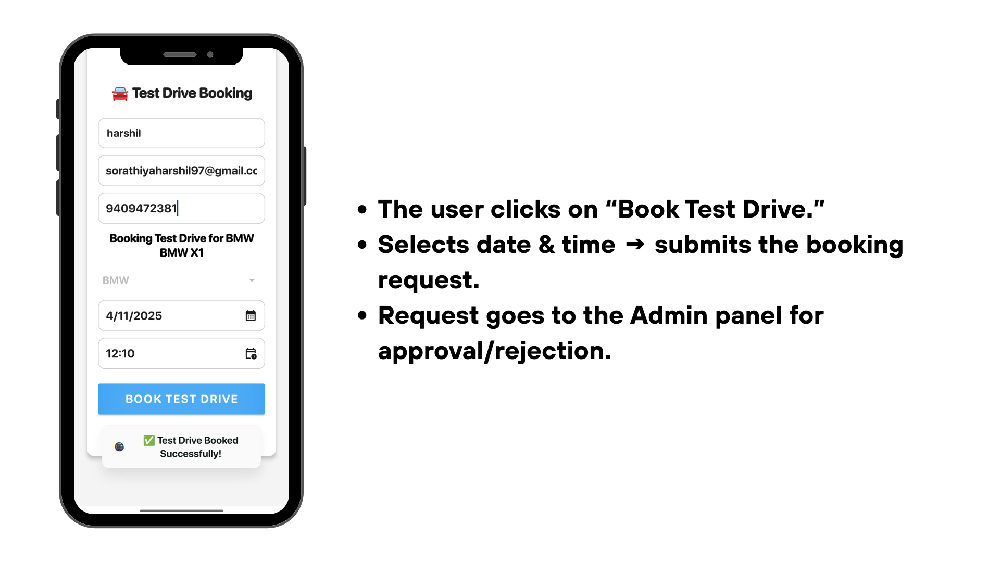 🚘 Test Drive Booking
harshil
sorathiyaharshil97@gmail.cc
9409472381
Booking Test Drive for BMW
BMW X1
BMW
4/11/2025
12:10
BOOK TEST DRIVE
✅ Test Drive Booked
Successfully!
• The user clicks on “Book Test Drive.”
• Selects date & time → submits the booking
request.
• Request goes to the Admin panel for
approval/rejection.